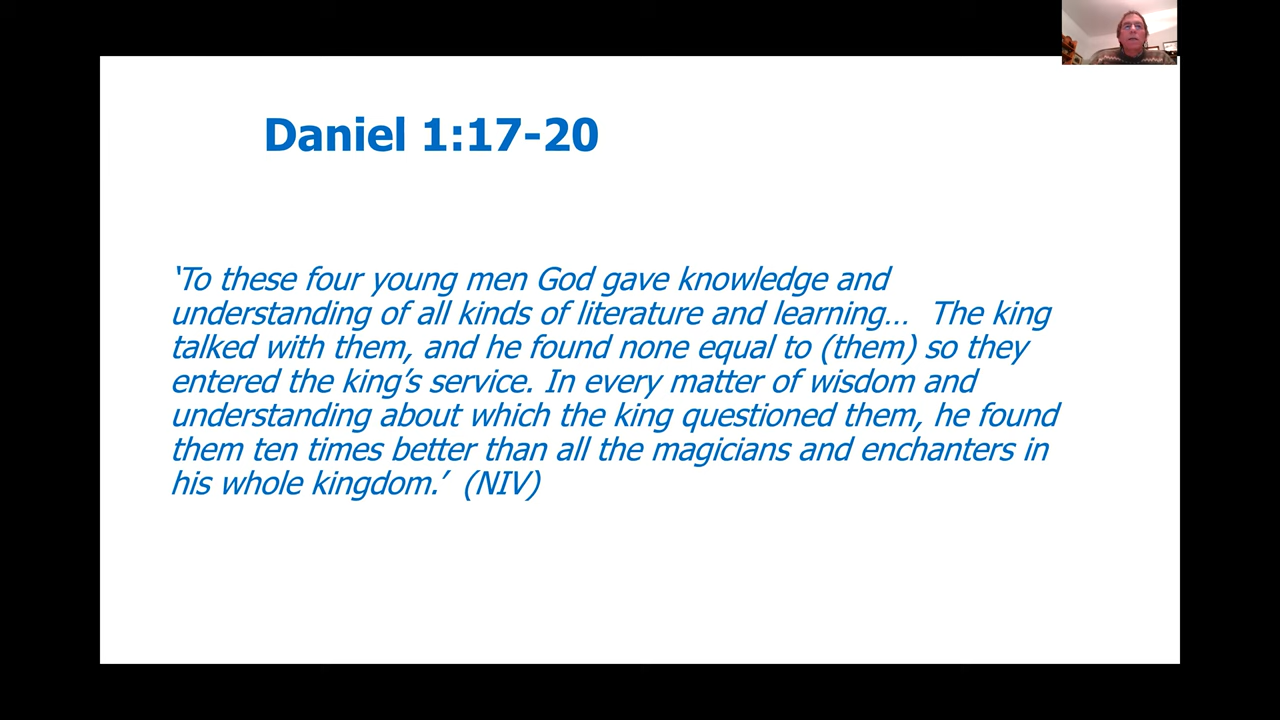 Daniel 1:17-20
‘To these four young men God gave knowledge and
understanding of all kinds of literature and learning… The king
talked with them, and he found none equal to (them) so they
entered the king’s service. In every matter of wisdom and
understanding about which the king questioned them, he found
them ten times better than all the magicians and enchanters in
his whole kingdom.’ (NIV)